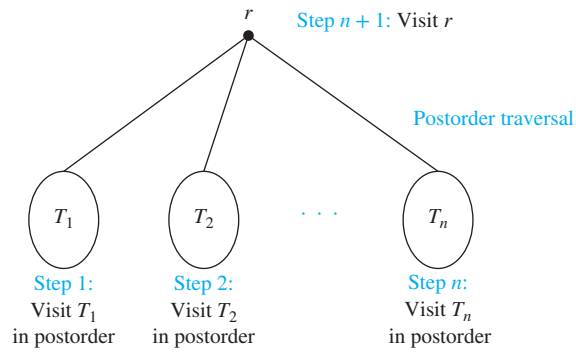 r
Step n + 1: Visit r
Postorder traversal
T₁
T₂
. . .
Tₙ
Step 1:
Visit T₁
in postorder
Step 2:
Visit T₂
in postorder
Step n:
Visit Tₙ
in postorder